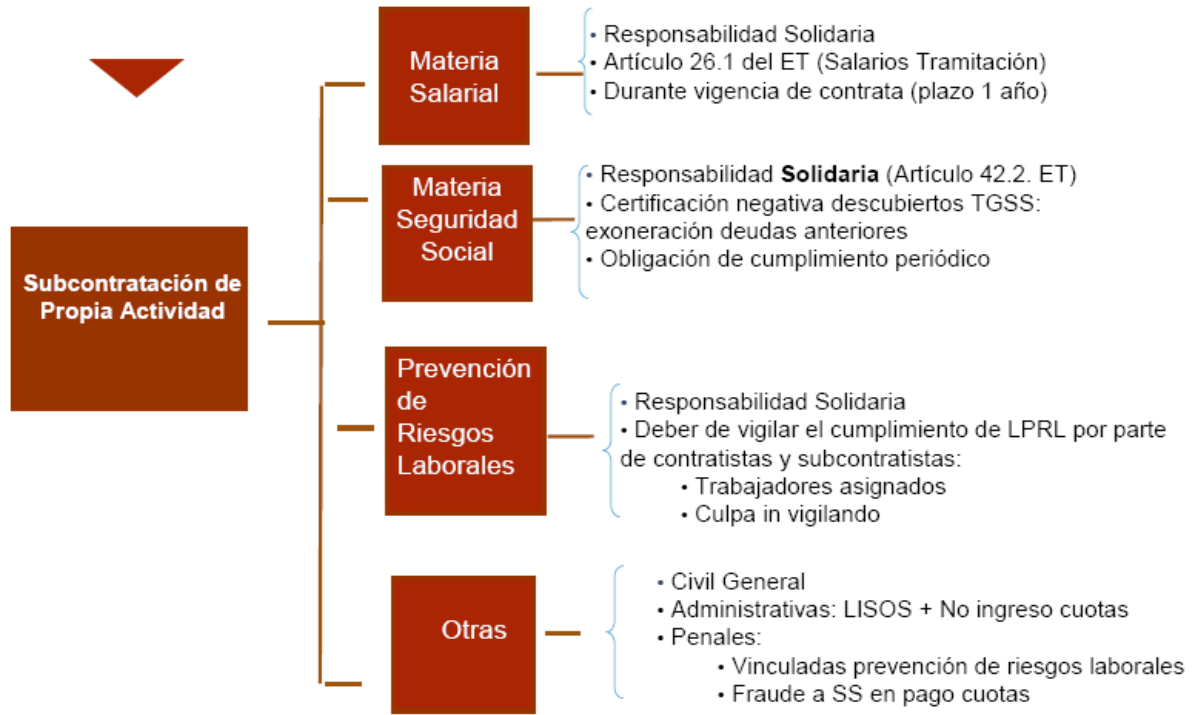 Subcontratación de
Propia Actividad
Materia
Salarial
• Responsabilidad Solidaria
• Artículo 26.1 del ET (Salarios Tramitación)
• Durante vigencia de contrata (plazo 1 año)
Materia
Seguridad
Social
• Responsabilidad Solidaria (Artículo 42.2. ET)
• Certificación negativa descubiertos TGSS:
exoneración deudas anteriores
• Obligación de cumplimiento periódico
Prevención
de
Riesgos
Laborales
• Responsabilidad Solidaria
• Deber de vigilar el cumplimiento de LPRL por parte
de contratistas y subcontratistas:
• Trabajadores asignados
• Culpa in vigilando
Otras
• Civil General
• Administrativas: LISOS + No ingreso cuotas
• Penales:
• Vinculadas prevención de riesgos laborales
• Fraude a SS en pago cuotas